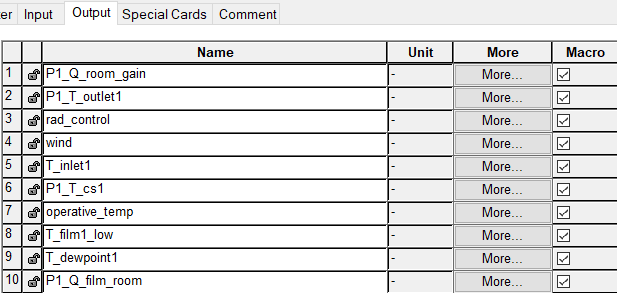 ter Input Output Special Cards Comment
Name Unit More Macro
1 P1_Q_room_gain - More...
2 P1_T_outlet1 - More...
3 rad_control - More...
4 wind - More...
5 T_inlet1 - More...
6 P1_T_cs1 - More...
7 operative_temp - More...
8 T_film1_low - More...
9 T_dewpoint1 - More...
10 P1_Q_film_room - More...